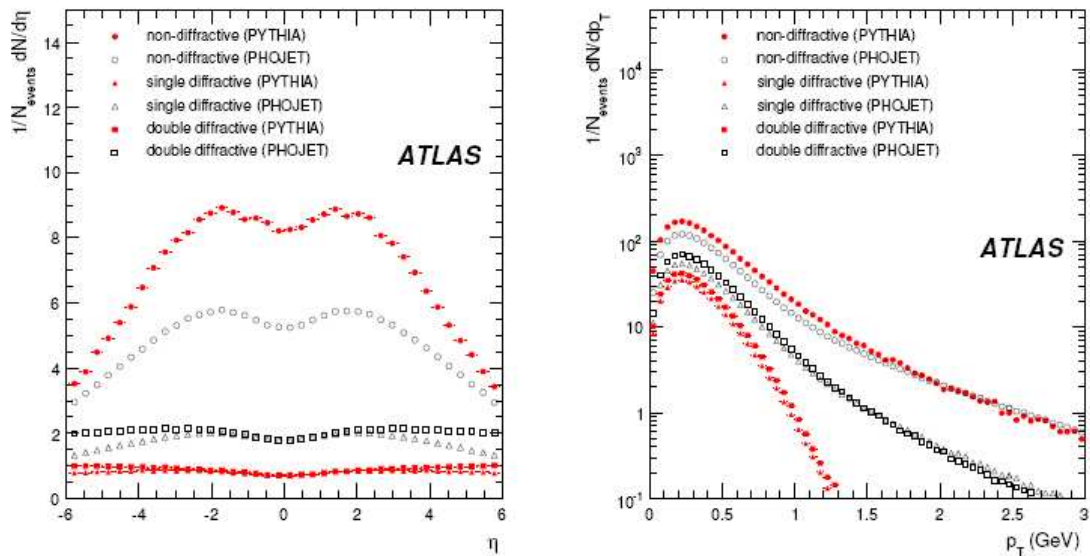 1/N_events dN/dη
14
12
10
8
6
4
2
0
non-diffractive (PYTHIA)
non-diffractive (PHOJET)
single diffractive (PYTHIA)
single diffractive (PHOJET)
double diffractive (PYTHIA)
double diffractive (PHOJET)
ATLAS
-6 -4 -2 0 2 4 6
η
1/N_events dN/dp_T
10^4
10^3
10^2
10
1
10^-1
non-diffractive (PYTHIA)
non-diffractive (PHOJET)
single diffractive (PYTHIA)
single diffractive (PHOJET)
double diffractive (PYTHIA)
double diffractive (PHOJET)
ATLAS
0 0.5 1 1.5 2 2.5 3
p_T (GeV)